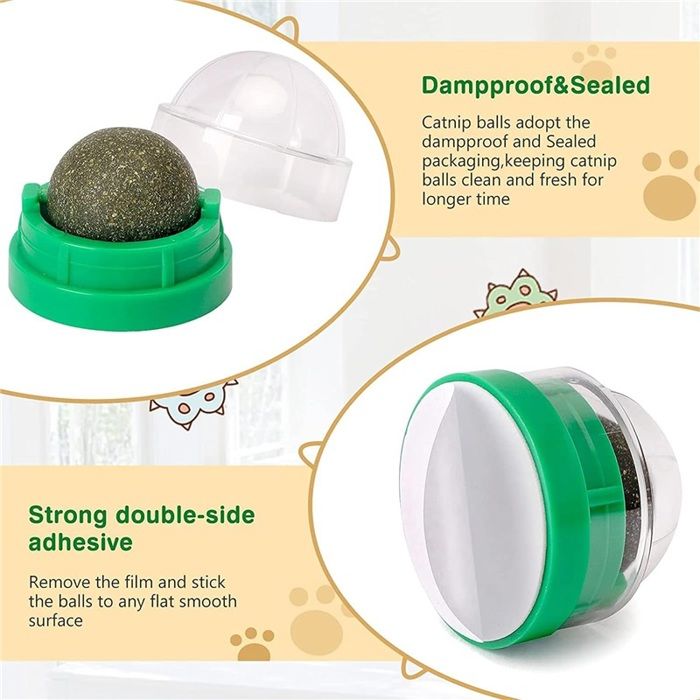 Dampproof&Sealed
Catnip balls adopt the
dampproof and Sealed
packaging,keeping catnip
balls clean and fresh for
longer time
Strong double-side
adhesive
Remove the film and stick
the balls to any flat smooth
surface